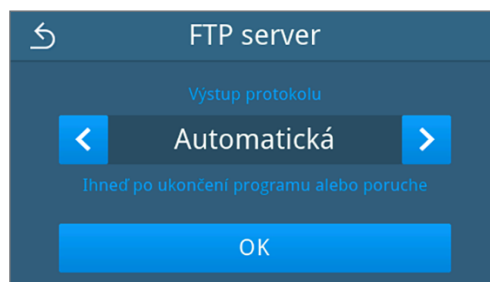 FTP server
Výstup protokolu
Automatická
Ihneď po ukončení programu alebo poruche
OK